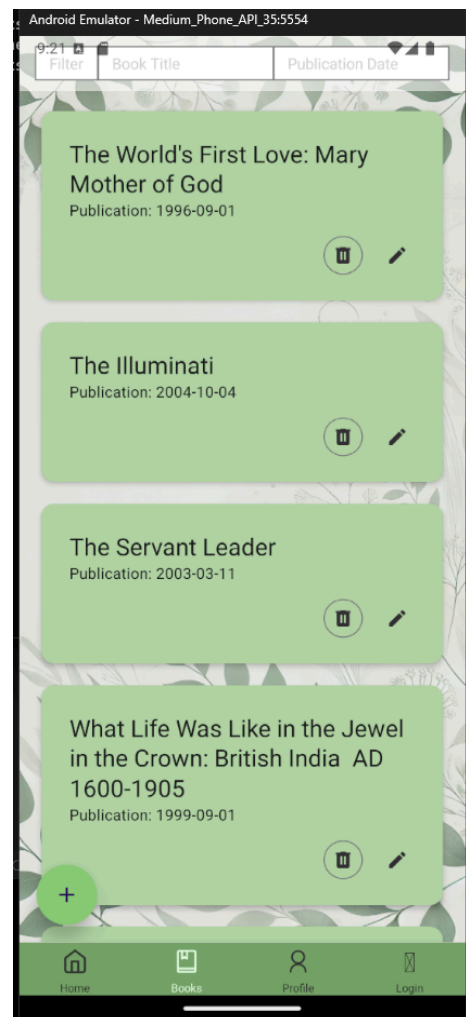 Android Emulator - Medium_Phone_API_35:5554
9:21
Filter
Book Title
Publication Date
The World's First Love: Mary
Mother of God
Publication: 1996-09-01
The Illuminati
Publication: 2004-10-04
The Servant Leader
Publication: 2003-03-11
What Life Was Like in the Jewel
in the Crown: British India  AD
1600-1905
Publication: 1999-09-01
+
Home
Books
Profile
Login